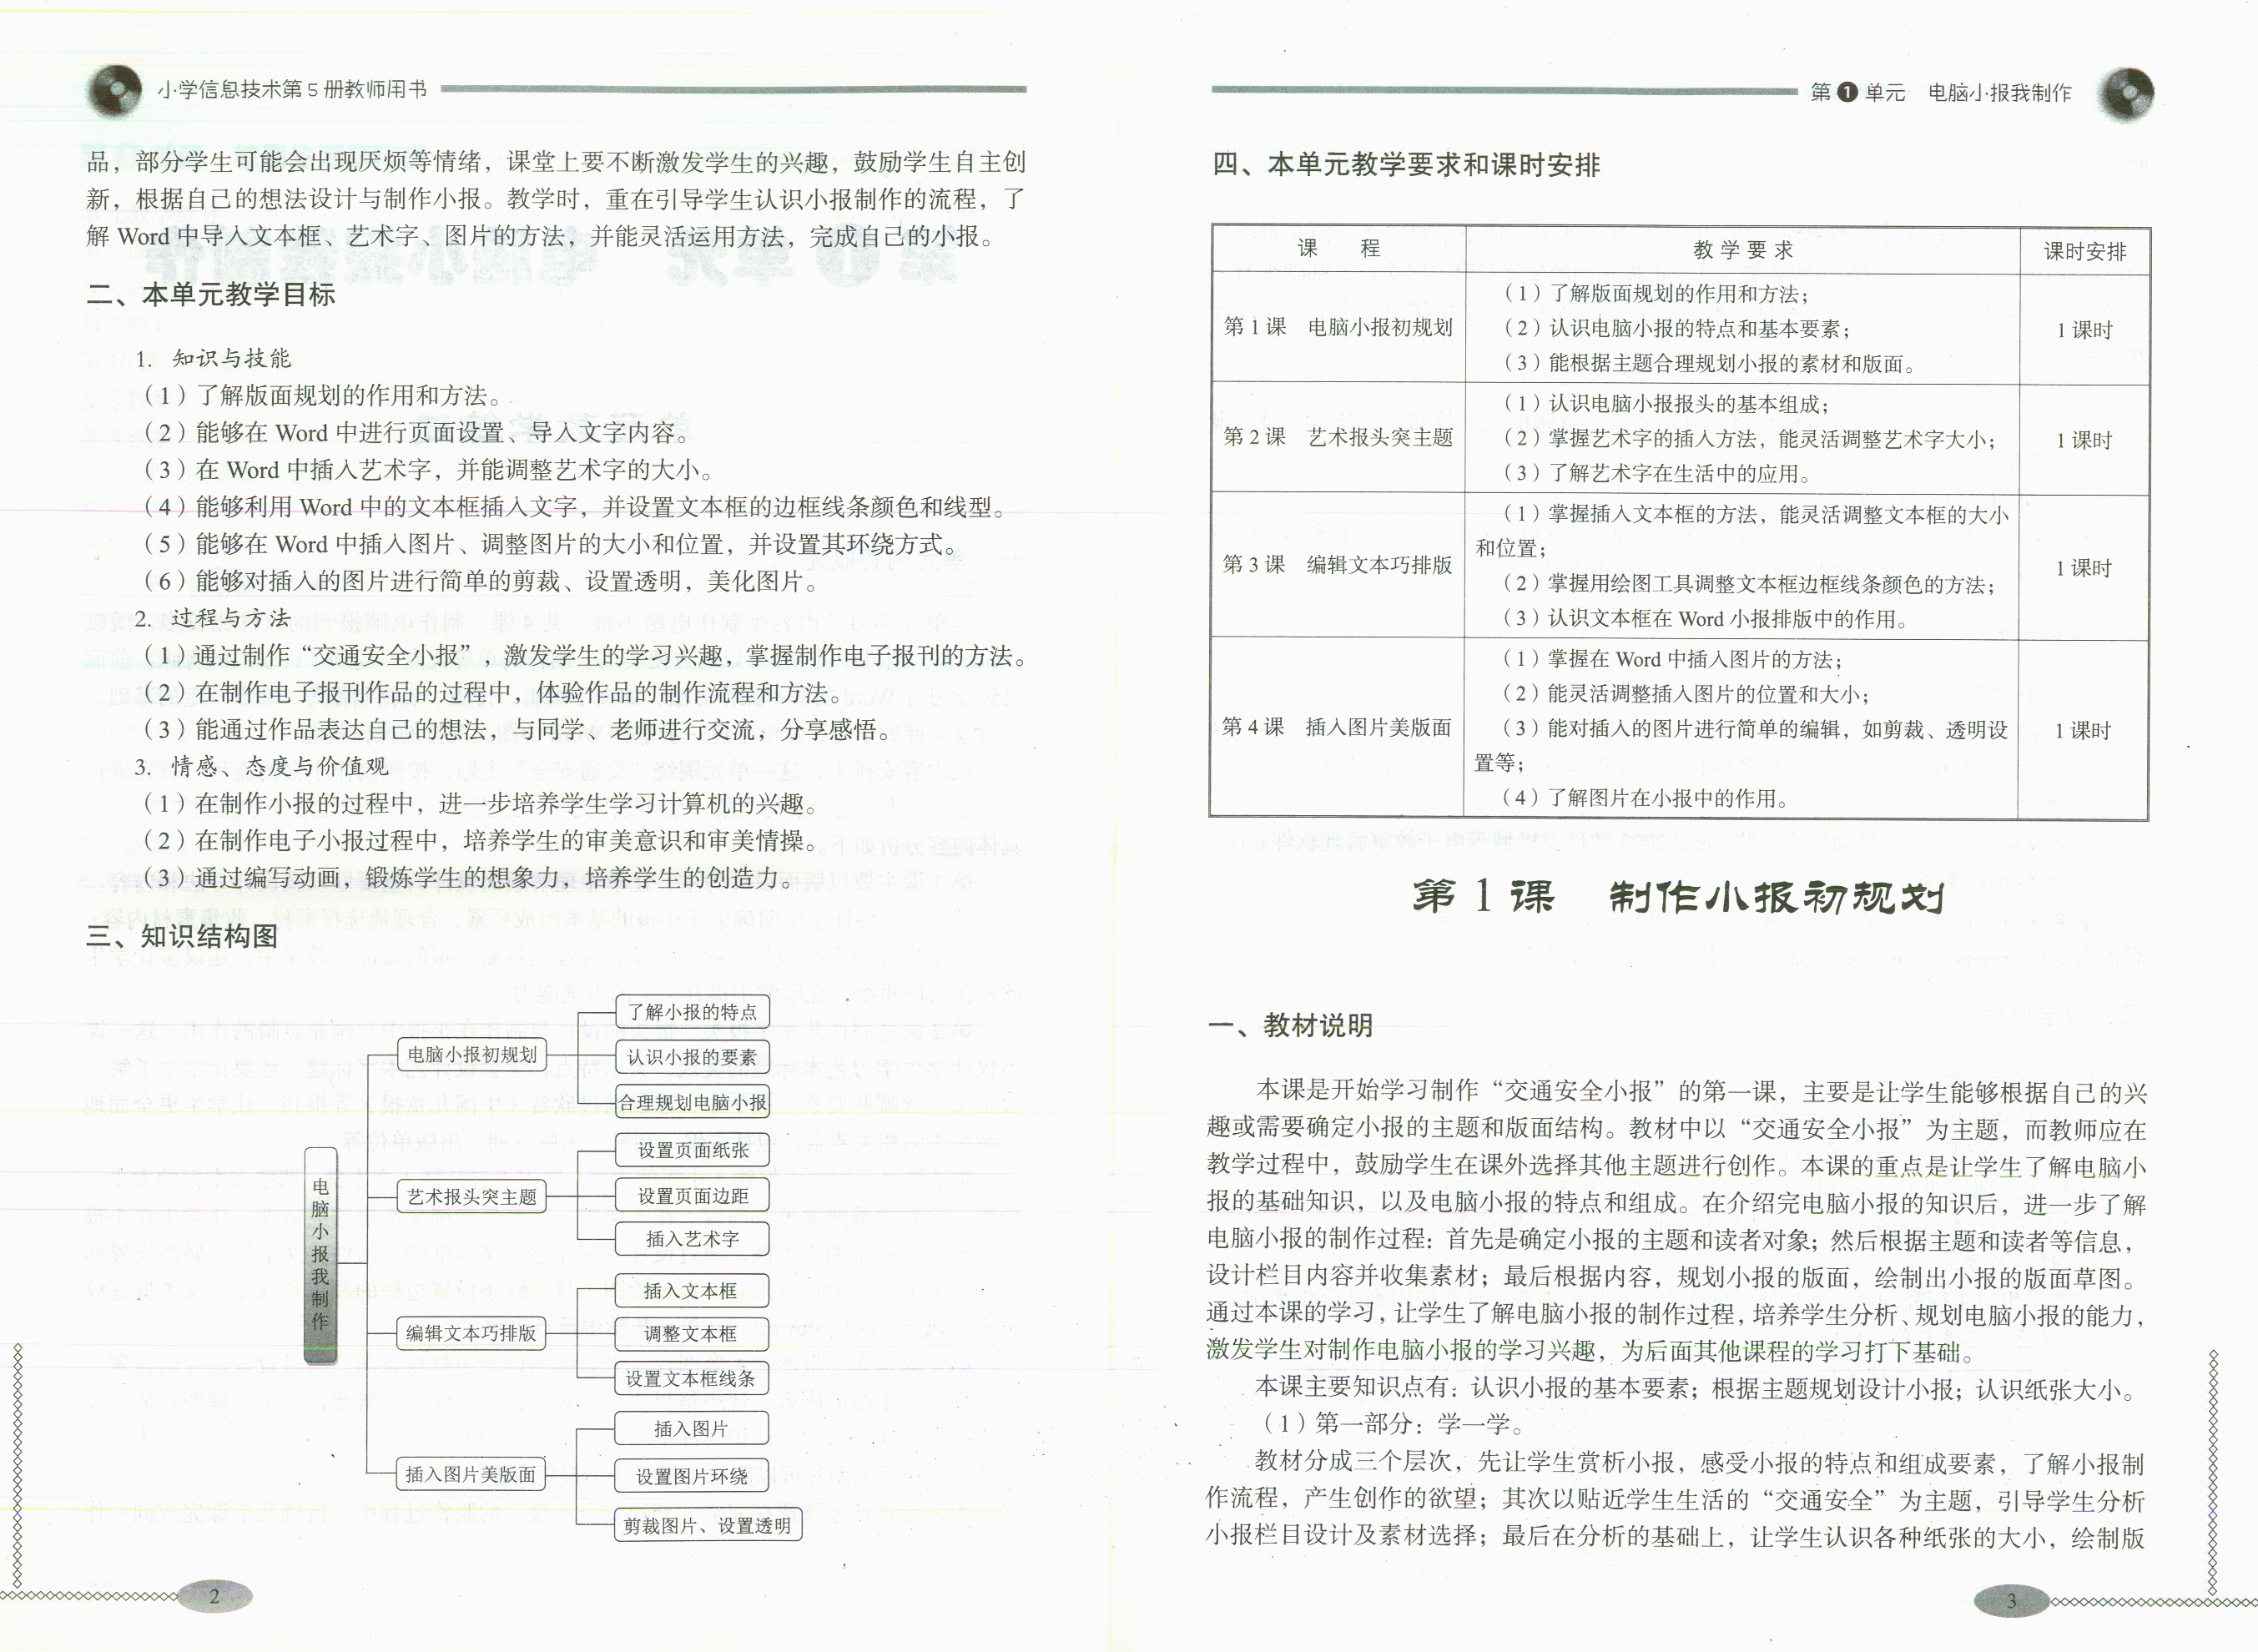 小学信息技术第5册教师用书
品，部分学生可能会出现厌烦等情绪，课堂上要不断激发学生的兴趣，鼓励学生自主创
新，根据自己的想法设计与制作小报。教学时，重在引导学生认识小报制作的流程，了
解 Word 中导入文本框、艺术字、图片的方法，并能灵活运用方法，完成自己的小报。
二、本单元教学目标
1. 知识与技能
（1）了解版面规划的作用和方法。
（2）能够在 Word 中进行页面设置、导入文字内容。
（3）在 Word 中插入艺术字，并能调整艺术字的大小。
（4）能够利用 Word 中的文本框插入文字，并设置文本框的边框线条颜色和线型。
（5）能够在 Word 中插入图片、调整图片的大小和位置，并设置其环绕方式。
（6）能够对插入的图片进行简单的剪裁、设置透明，美化图片。
2. 过程与方法
（1）通过制作“交通安全小报”，激发学生的学习兴趣，掌握制作电子报刊的方法。
（2）在制作电子报刊作品的过程中，体验作品的制作流程和方法。
（3）能通过作品表达自己的想法，与同学、老师进行交流，分享感悟。
3. 情感、态度与价值观
（1）在制作小报的过程中，进一步培养学生学习计算机的兴趣。
（2）在制作电子小报过程中，培养学生的审美意识和审美情操。
（3）通过编写动画，锻炼学生的想象力，培养学生的创造力。
三、知识结构图
电脑小报我制作
电脑小报初规划
了解小报的特点
认识小报的要素
合理规划电脑小报
艺术报头突主题
设置页面纸张
设置页面边距
插入艺术字
编辑文本巧排版
插入文本框
调整文本框
设置文本框线条
插入图片美版面
插入图片
设置图片环绕
剪裁图片、设置透明
2
第1单元 电脑小报我制作
四、本单元教学要求和课时安排
课 程 教学要求 课时安排
第1课 电脑小报初规划
（1）了解版面规划的作用和方法；
（2）认识电脑小报的特点和基本要素；
（3）能根据主题合理规划小报的素材和版面。
1 课时
第2课 艺术报头突主题
（1）认识电脑小报报头的基本组成；
（2）掌握艺术字的插入方法，能灵活调整艺术字大小；
（3）了解艺术字在生活中的应用。
1 课时
第3课 编辑文本巧排版
（1）掌握插入文本框的方法，能灵活调整文本框的大小
和位置；
（2）掌握用绘图工具调整文本框边框线条颜色的方法；
（3）认识文本框在 Word 小报排版中的作用。
1 课时
第4课 插入图片美版面
（1）掌握在 Word 中插入图片的方法；
（2）能灵活调整插入图片的位置和大小；
（3）能对插入的图片进行简单的编辑，如剪裁、透明设
置等；
（4）了解图片在小报中的作用。
1 课时
第1课 制作小报初规划
一、教材说明
本课是开始学习制作“交通安全小报”的第一课，主要是让学生能够根据自己的兴
趣或需要确定小报的主题和版面结构。教材中以“交通安全小报”为主题，而教师应在
教学过程中，鼓励学生在课外选择其他主题进行创作。本课的重点是让学生了解电脑小
报的基础知识，以及电脑小报的特点和组成。在介绍完电脑小报的知识后，进一步了解
电脑小报的制作过程：首先是确定小报的主题和读者对象；然后根据主题和读者等信息，
设计栏目内容并收集素材；最后根据内容，规划小报的版面，绘制出小报的版面草图。
通过本课的学习，让学生了解电脑小报的制作过程，培养学生分析、规划电脑小报的能力，
激发学生对制作电脑小报的学习兴趣，为后面其他课程的学习打下基础。
本课主要知识点有：认识小报的基本要素；根据主题规划设计小报；认识纸张大小。
（1）第一部分：学一学。
教材分成三个层次，先让学生赏析小报，感受小报的特点和组成要素，了解小报制
作流程，产生创作的欲望；其次以贴近学生生活的“交通安全”为主题，引导学生分析
小报栏目设计及素材选择；最后在分析的基础上，让学生认识各种纸张的大小，绘制版
3